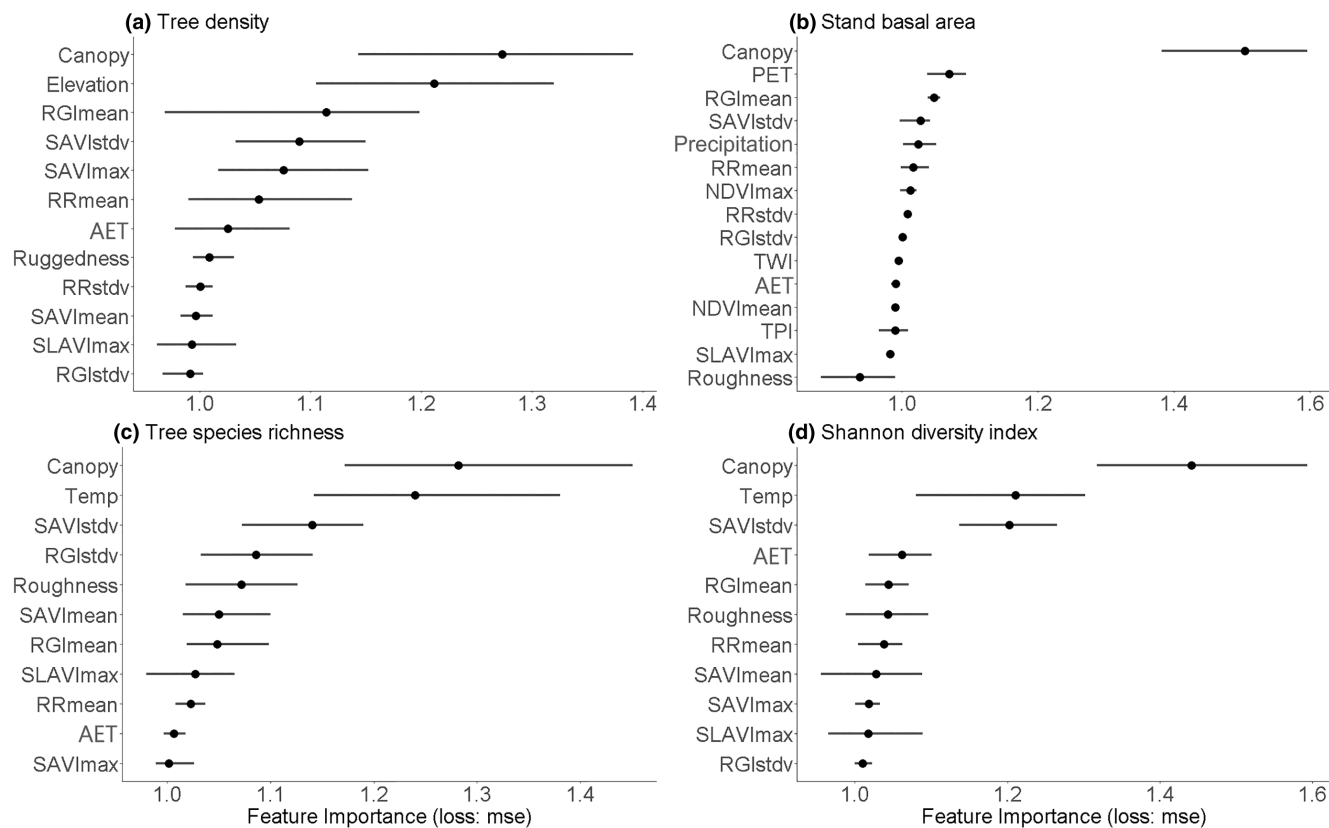 (a) Tree density
Canopy
Elevation
RGImean
SAVIstdv
SAVImax
RRmean
AET
Ruggedness
RRstdv
SAVImean
SLAVImax
RGIstdv
1.0 1.1 1.2 1.3 1.4
(b) Stand basal area
Canopy
PET
RGImean
SAVIstdv
Precipitation
RRmean
NDVImax
RRstdv
RGIstdv
TWI
AET
NDVImean
TPI
SLAVImax
Roughness
1.0 1.2 1.4 1.6
(c) Tree species richness
Canopy
Temp
SAVIstdv
RGIstdv
Roughness
SAVImean
RGImean
SLAVImax
RRmean
AET
SAVImax
1.0 1.1 1.2 1.3 1.4
Feature Importance (loss: mse)
(d) Shannon diversity index
Canopy
Temp
SAVIstdv
AET
RGImean
Roughness
RRmean
SAVImean
SAVImax
SLAVImax
RGIstdv
1.0 1.2 1.4 1.6
Feature Importance (loss: mse)